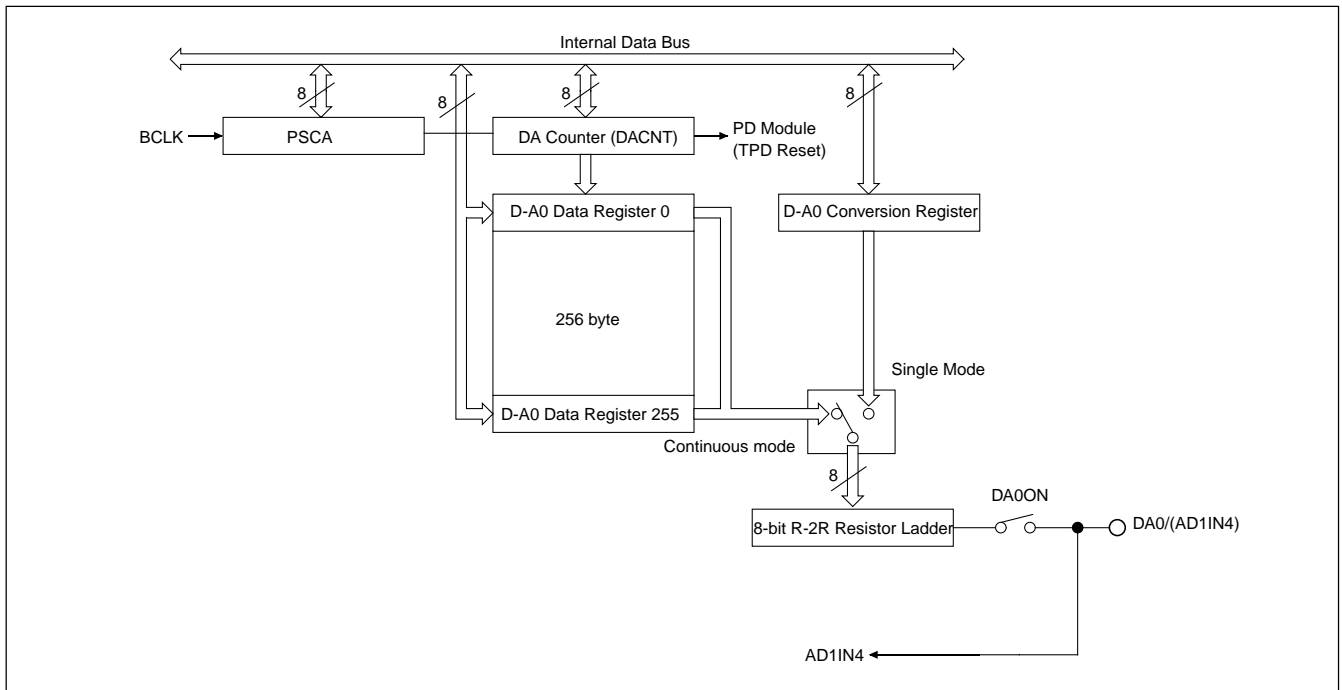 Internal Data Bus
8
8
8
8
BCLK
PSCA
DA Counter (DACNT)
PD Module
(TPD Reset)
D-A0 Data Register 0
D-A0 Conversion Register
256 byte
Single Mode
D-A0 Data Register 255
Continuous mode
8
DA0ON
8-bit R-2R Resistor Ladder
DA0/(AD1IN4)
AD1IN4